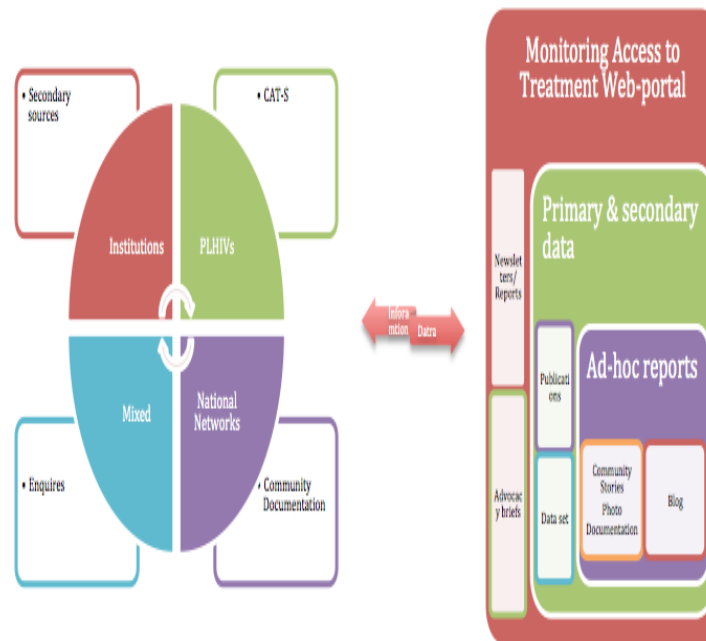 • Secondary
sources
• CAT-S
Institutions
PLHIVs
Mixed
National
Networks
• Enquires
• Community
Documentation
Infora
mtion
Datra
Monitoring Access to
Treatment Web-portal
Newslet
ters/
Reports
Advocac
y briefs
Primary & secondary
data
Publicati
ons
Data set
Ad-hoc reports
Community
Stories
Photo
Documentation
Blog